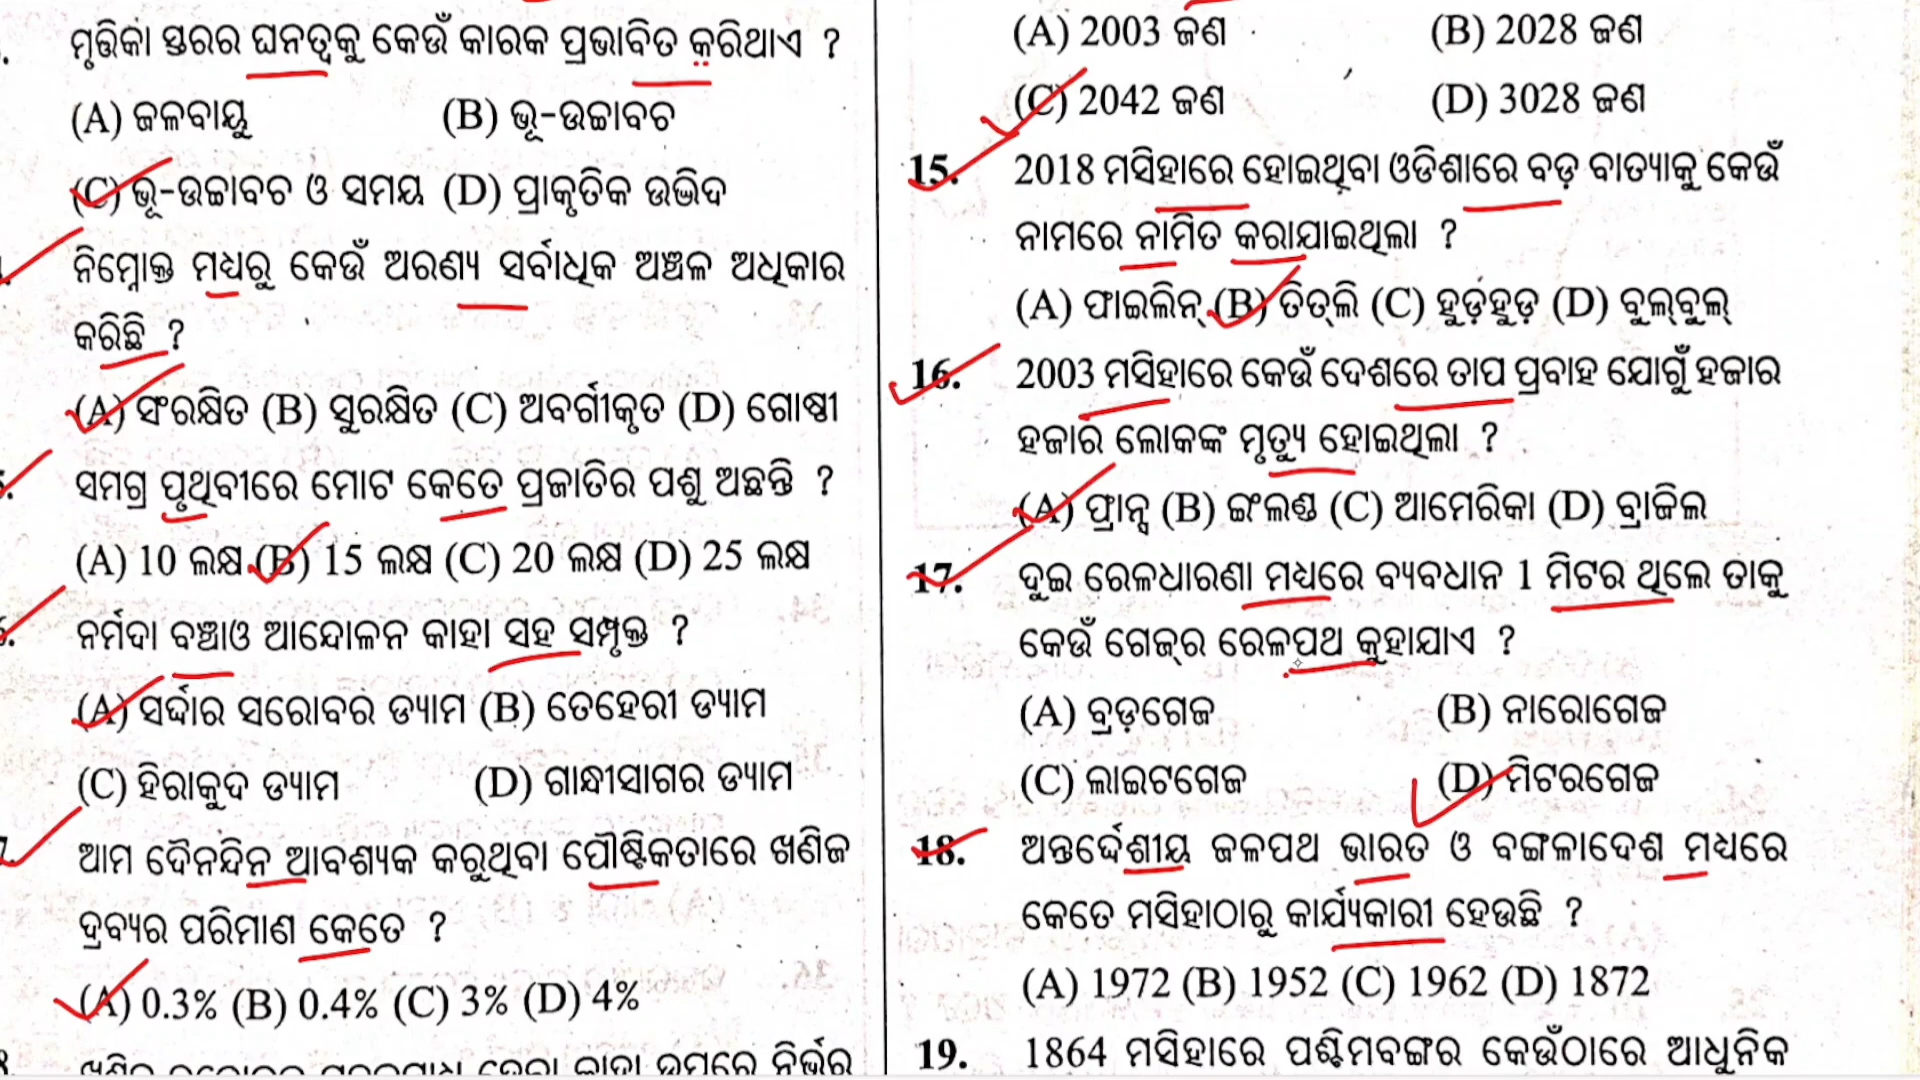 ମୃତ୍ତିକା ସ୍ତରର ଘନତ୍ୱକୁ କେଉଁ କାରକ ପ୍ରଭାବିତ କରିଥାଏ ?
(A) ଜଳବାୟୁ (B) ଭୂ-ଉଚ୍ଚାବଚ
(C) ଭୂ-ଉଚ୍ଚାବଚ ଓ ସମୟ (D) ପ୍ରାକୃତିକ ଉଦ୍ଭିଦ
ନିମ୍ନୋକ୍ତ ମଧ୍ୟରୁ କେଉଁ ଅରଣ୍ୟ ସର୍ବାଧିକ ଅଞ୍ଚଳ ଅଧିକାର
କରିଛି ?
(A) ସଂରକ୍ଷିତ (B) ସୁରକ୍ଷିତ (C) ଅବର୍ଗୀକୃତ (D) ଗୋଷ୍ଠୀ
ସମଗ୍ର ପୃଥିବୀରେ ମୋଟ କେତେ ପ୍ରଜାତିର ପଶୁ ଅଛନ୍ତି ?
(A) 10 ଲକ୍ଷ (B) 15 ଲକ୍ଷ (C) 20 ଲକ୍ଷ (D) 25 ଲକ୍ଷ
ନର୍ମଦା ବଞ୍ଚାଓ ଆନ୍ଦୋଳନ କାହା ସହ ସମ୍ପୃକ୍ତ ?
(A) ସର୍ଦ୍ଦାର ସରୋବର ଡ୍ୟାମ (B) ତେହେରୀ ଡ୍ୟାମ
(C) ହିରାକୁଦ ଡ୍ୟାମ (D) ଗାନ୍ଧୀସାଗର ଡ୍ୟାମ
ଆମ ଦୈନନ୍ଦିନ ଆବଶ୍ୟକ କରୁଥିବା ପୌଷ୍ଟିକତାରେ ଖଣିଜ
ଦ୍ରବ୍ୟର ପରିମାଣ କେତେ ?
(A) 0.3% (B) 0.4% (C) 3% (D) 4%
(A) 2003 ଜଣ (B) 2028 ଜଣ
(C) 2042 ଜଣ (D) 3028 ଜଣ
15. 2018 ମସିହାରେ ହୋଇଥିବା ଓଡିଶାରେ ବଡ଼ ବାତ୍ୟାକୁ କେଉଁ
ନାମରେ ନାମିତ କରାଯାଇଥିଲା ?
(A) ଫାଇଲିନ୍ (B) ତିତ୍‌ଲି (C) ହୁଡ଼ହୁଡ଼ (D) ବୁଲ୍‌ବୁଲ୍
16. 2003 ମସିହାରେ କେଉଁ ଦେଶରେ ତାପ ପ୍ରବାହ ଯୋଗୁଁ ହଜାର
ହଜାର ଲୋକଙ୍କ ମୃତ୍ୟୁ ହୋଇଥିଲା ?
(A) ଫ୍ରାନ୍ସ (B) ଇଂଲଣ୍ଡ (C) ଆମେରିକା (D) ବ୍ରାଜିଲ
17. ଦୁଇ ରେଳଧାରଣା ମଧ୍ୟରେ ବ୍ୟବଧାନ 1 ମିଟର ଥିଲେ ତାକୁ
କେଉଁ ଗେଜ୍‌ର ରେଳପଥ କୁହାଯାଏ ?
(A) ବ୍ରଡ଼ଗେଜ (B) ନାରୋଗେଜ
(C) ଲାଇଟଗେଜ (D) ମିଟରଗେଜ
18. ଅନ୍ତର୍ଦ୍ଦେଶୀୟ ଜଳପଥ ଭାରତ ଓ ବଙ୍ଗଳାଦେଶ ମଧ୍ୟରେ
କେତେ ମସିହାଠାରୁ କାର୍ଯ୍ୟକାରୀ ହେଉଛି ?
(A) 1972 (B) 1952 (C) 1962 (D) 1872
19. 1864 ମସିହାରେ ପଶ୍ଚିମବଙ୍ଗର କେଉଁଠାରେ ଆଧୁନିକ